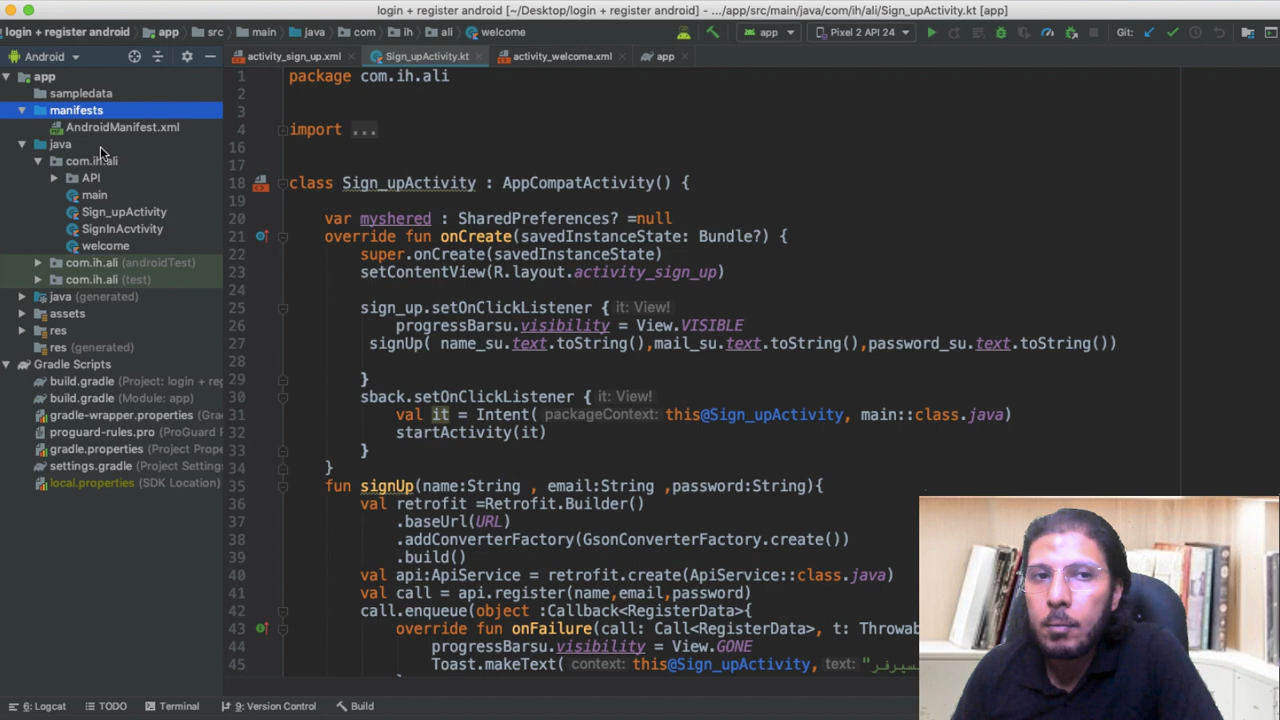 login + register android [~/Desktop/login + register android] - .../app/src/main/java/com/ih/ali/Sign_upActivity.kt [app]
login + register android app src main java com ih ali welcome app Pixel 2 API 24 Git:
Android activity_sign_up.xml Sign_upActivity.kt activity_welcome.xml app
app
sampledata
manifests
AndroidManifest.xml
java
com.ih.ali
API
main
Sign_upActivity
SignInAcvtivity
welcome
com.ih.ali (androidTest)
com.ih.ali (test)
java (generated)
assets
res
res (generated)
Gradle Scripts
build.gradle (Project: login + reg
build.gradle (Module: app)
gradle-wrapper.properties (Gra
proguard-rules.pro (ProGuard
gradle.properties (Project Prope
settings.gradle (Project Setting
local.properties (SDK Location)
1 package com.ih.ali
2
3
4 import ...
16
17
18 class Sign_upActivity : AppCompatActivity() {
19
20 var myshered : SharedPreferences? =null
21 override fun onCreate(savedInstanceState: Bundle?) {
22 super.onCreate(savedInstanceState)
23 setContentView(R.layout.activity_sign_up)
24
25 sign_up.setOnClickListener { it: View!
26 progressBarsu.visibility = View.VISIBLE
27 signUp( name_su.text.toString(),mail_su.text.toString(),password_su.text.toString())
28
29 }
30 sback.setOnClickListener { it: View!
31 val it = Intent( packageContext: this@Sign_upActivity, main::class.java)
32 startActivity(it)
33 }
34 }
35 fun signUp(name:String , email:String ,password:String){
36 val retrofit =Retrofit.Builder()
37 .baseUrl(URL)
38 .addConverterFactory(GsonConverterFactory.create())
39 .build()
40 val api:ApiService = retrofit.create(ApiService::class.java)
41 val call = api.register(name,email,password)
42 call.enqueue(object :Callback<RegisterData>{
43 override fun onFailure(call: Call<RegisterData>, t: Throwa
44 progressBarsu.visibility = View.GONE
45 Toast.makeText( context: this@Sign_upActivity, text: "
6: Logcat TODO Terminal 9: Version Control Build